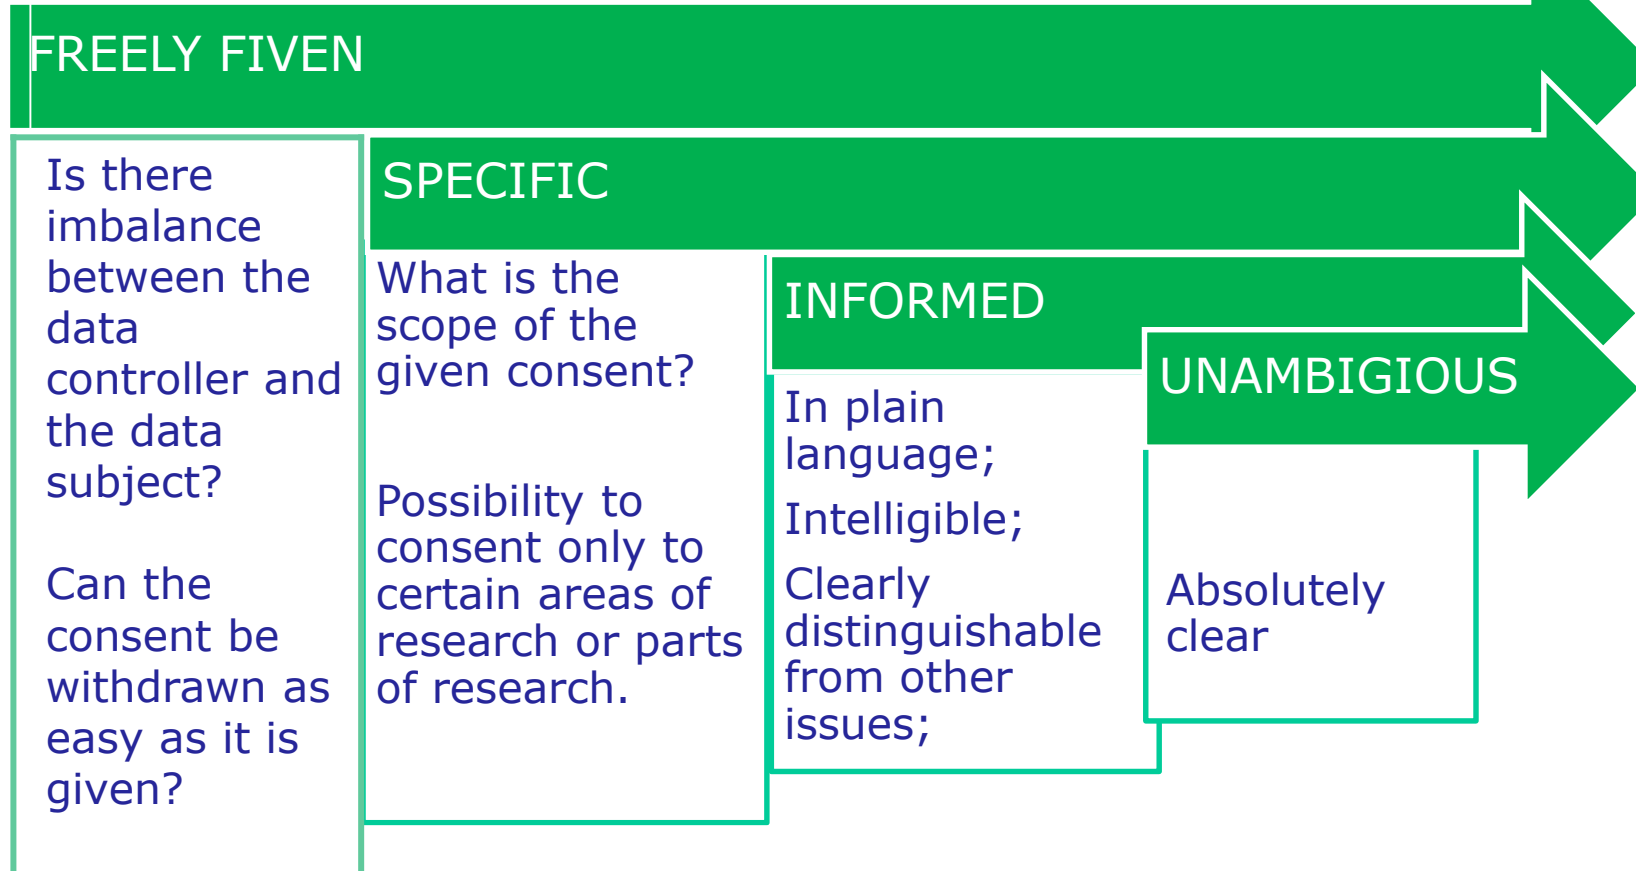 FREELY FIVEN
Is there
imbalance
between the
data
controller and
the data
subject?
Can the
consent be
withdrawn as
easy as it is
given?
SPECIFIC
What is the
scope of the
given consent?
Possibility to
consent only to
certain areas of
research or parts
of research.
INFORMED
In plain
language;
Intelligible;
Clearly
distinguishable
from other
issues;
UNAMBIGIOUS
Absolutely
clear